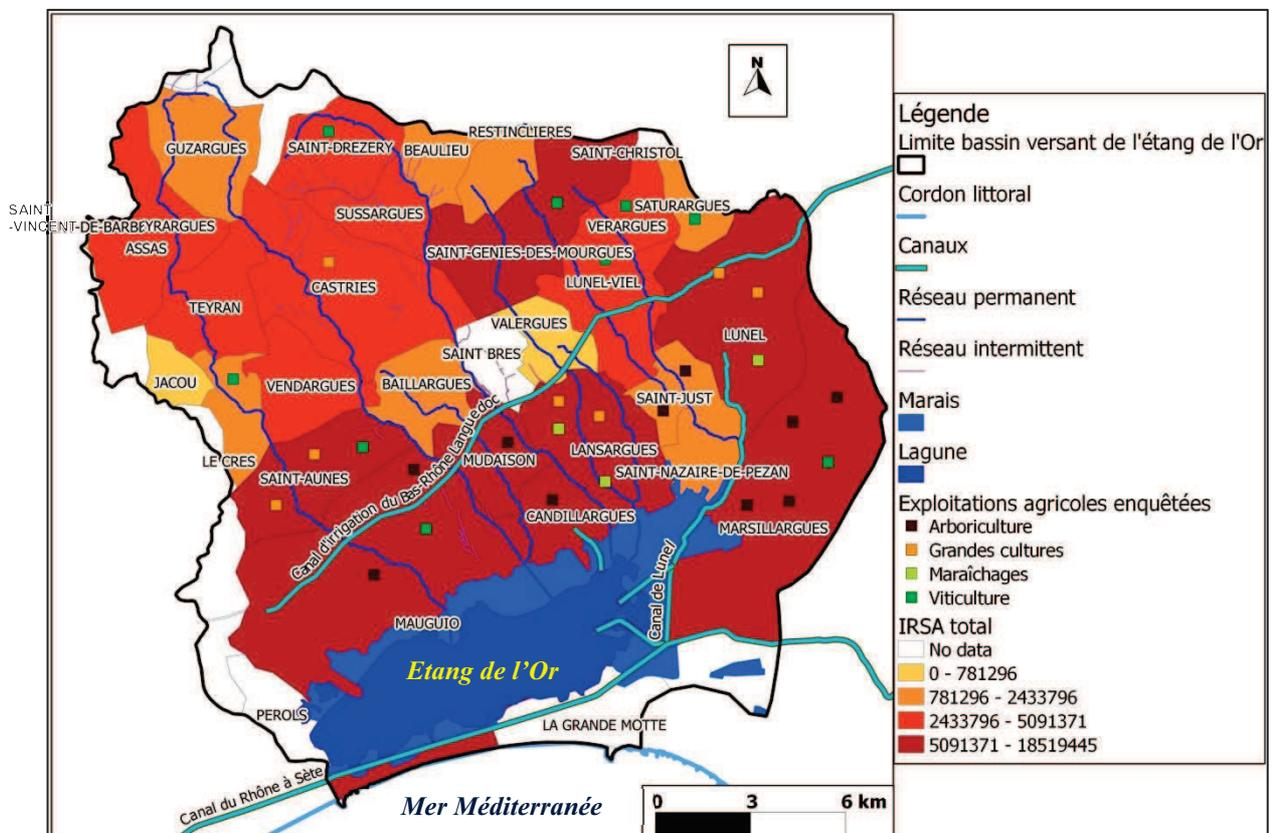 N
RESTINCLIERES
GUZARGUES
SAINT-DREZERY
BEAULIEU
SAINT-CHRISTOL
SAINT
-VINCENT-DE-BARBEYRARGUES
SUSSARGUES
SATURARGUES
VERARGUES
ASSAS
SAINT-GENIES-DES-MOURGUES
CASTRIES
LUNEL-VIEL
TEYRAN
VALERGUES
LUNEL
SAINT BRES
JACOU
VENDARGUES
BAILLARGUES
SAINT-JUST
LE CRES
SAINT-AUNES
MUDAISON
LANSARGUES
SAINT-NAZAIRE-DE-PEZAN
CANDILLARGUES
MARSILLARGUES
Canal d'irrigation du Bas-Rhône Languedoc
Canal de Lunel
MAUGUIO
Etang de l'Or
PEROLS
LA GRANDE MOTTE
Canal du Rhône à Sète
Mer Méditerranée
0 3 6 km
Légende
Limite bassin versant de l'étang de l'Or
Cordon littoral
Canaux
Réseau permanent
Réseau intermittent
Marais
Lagune
Exploitations agricoles enquêtées
Arboriculture
Grandes cultures
Maraîchages
Viticulture
IRSA total
No data
0 - 781296
781296 - 2433796
2433796 - 5091371
5091371 - 18519445